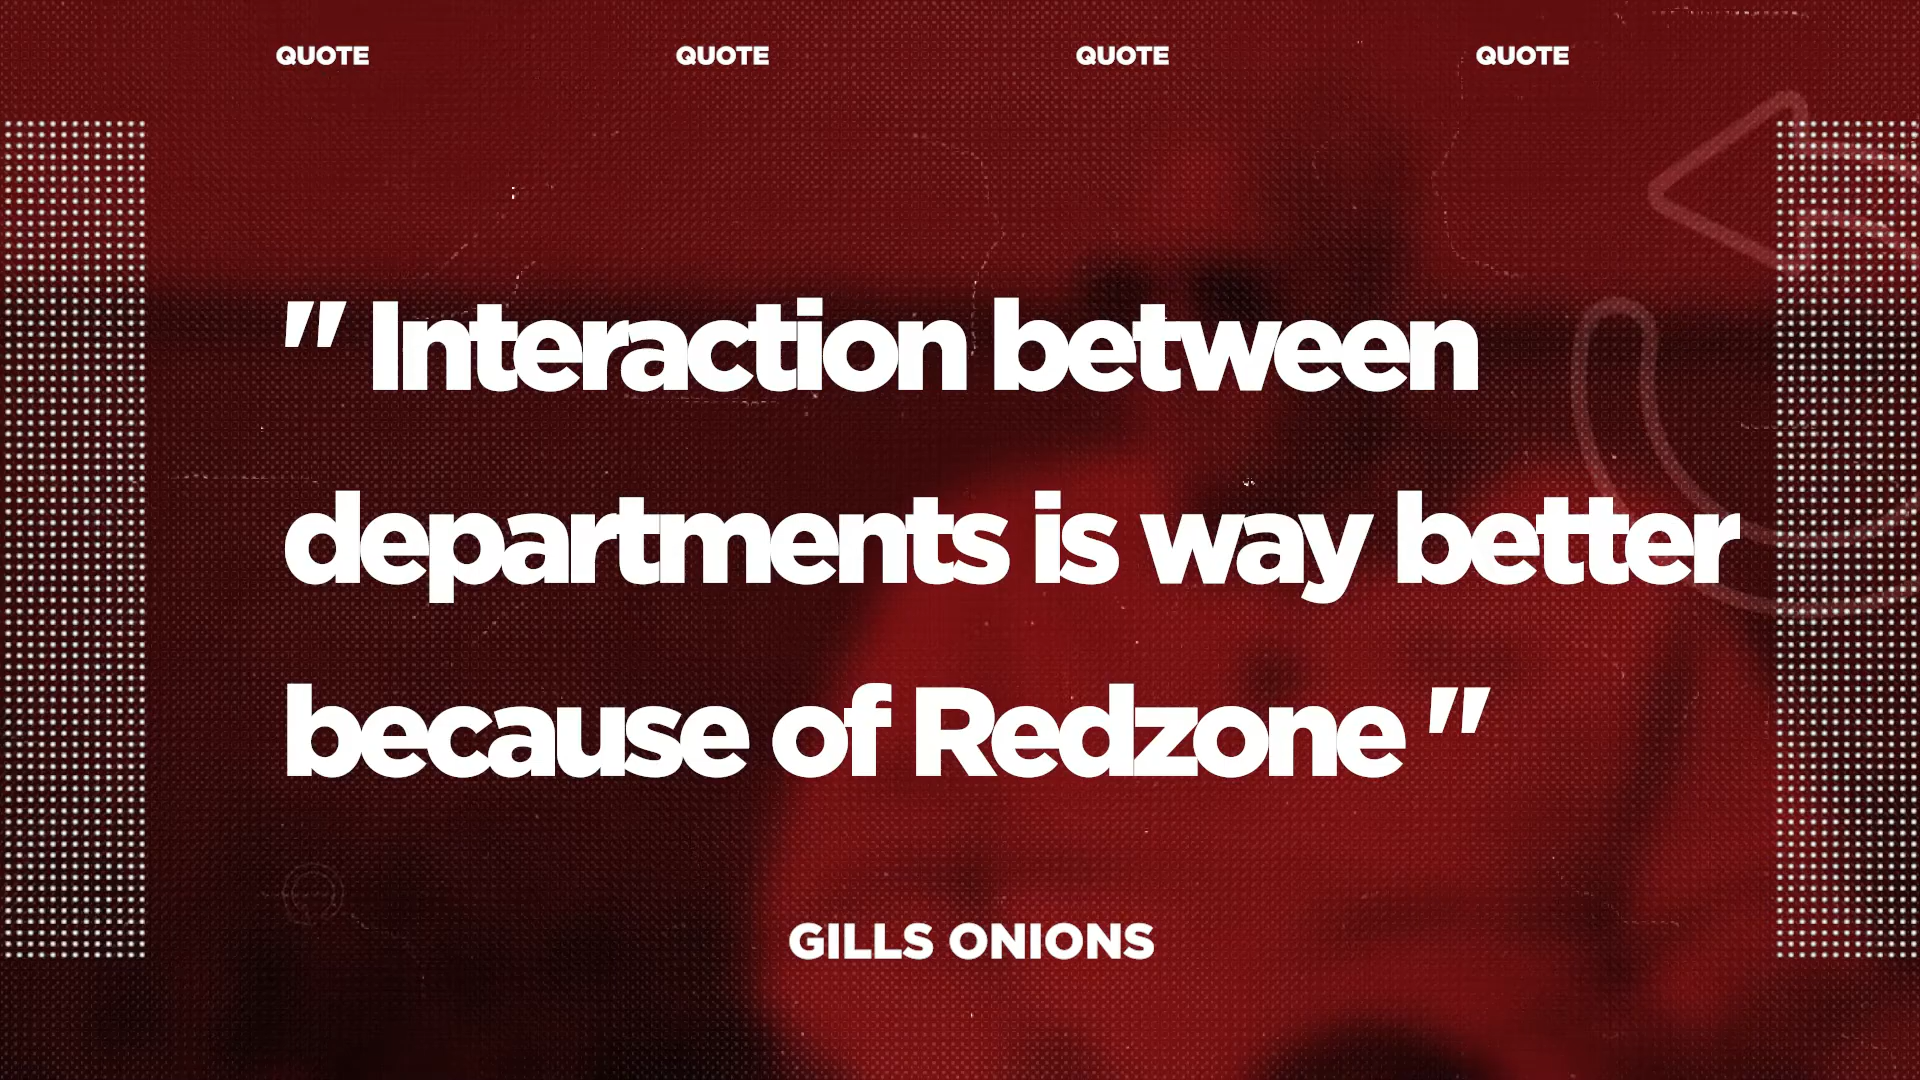 QUOTE QUOTE QUOTE QUOTE
" Interaction between
departments is way better
because of Redzone "
GILLS ONIONS